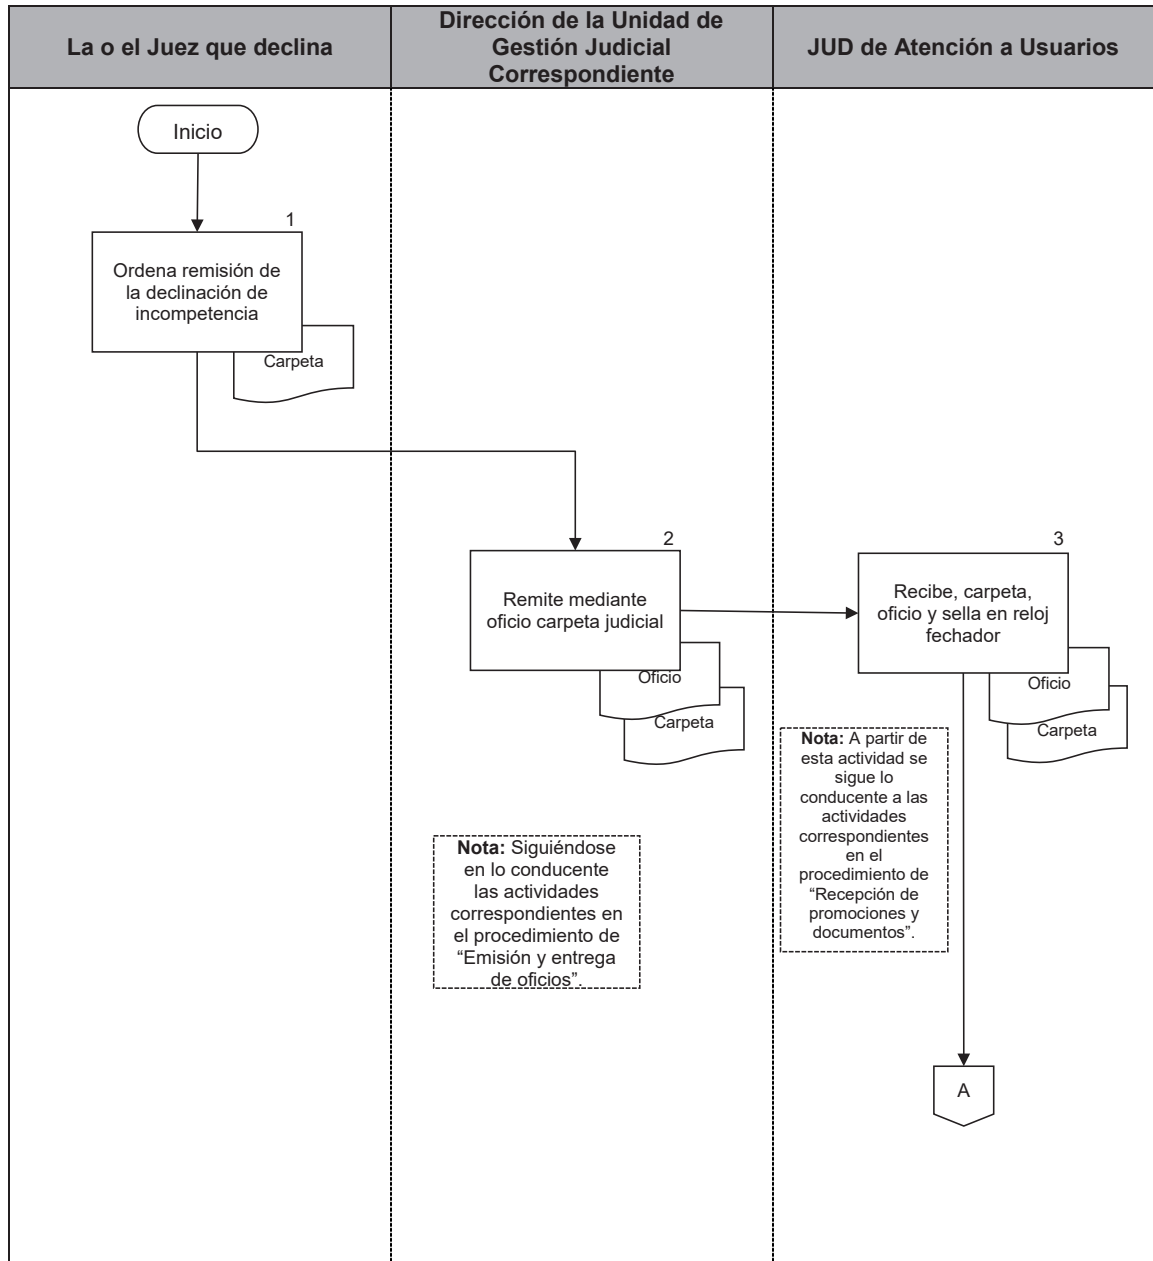 La o el Juez que declina
Dirección de la Unidad de
Gestión Judicial
Correspondiente
JUD de Atención a Usuarios
Inicio
1
Ordena remisión de
la declinación de
incompetencia
Carpeta
2
Remite mediante
oficio carpeta judicial
Oficio
Carpeta
Nota: Siguiéndose
en lo conducente
las actividades
correspondientes en
el procedimiento de
“Emisión y entrega
de oficios”.
3
Recibe, carpeta,
oficio y sella en reloj
fechador
Oficio
Carpeta
Nota: A partir de
esta actividad se
sigue lo
conducente a las
actividades
correspondientes
en el
procedimiento de
“Recepción de
promociones y
documentos”.
A